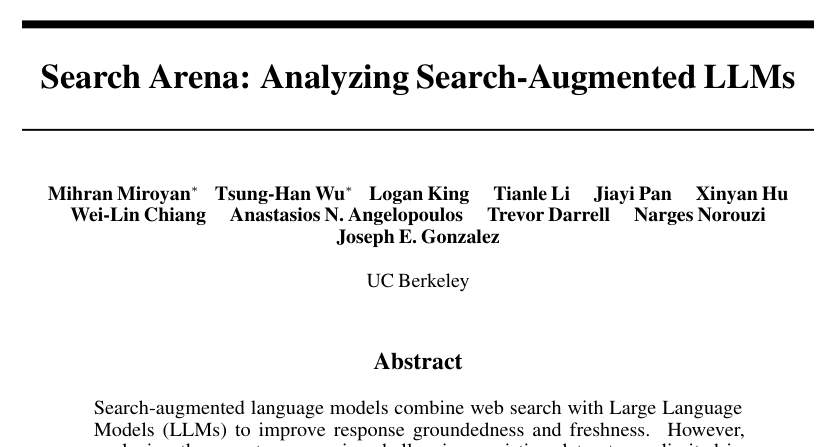 Search Arena: Analyzing Search-Augmented LLMs
Mihran Miroyan* Tsung-Han Wu* Logan King Tianle Li Jiayi Pan Xinyan Hu
Wei-Lin Chiang Anastasios N. Angelopoulos Trevor Darrell Narges Norouzi
Joseph E. Gonzalez
UC Berkeley
Abstract
Search-augmented language models combine web search with Large Language
Models (LLMs) to improve response groundedness and freshness. However,